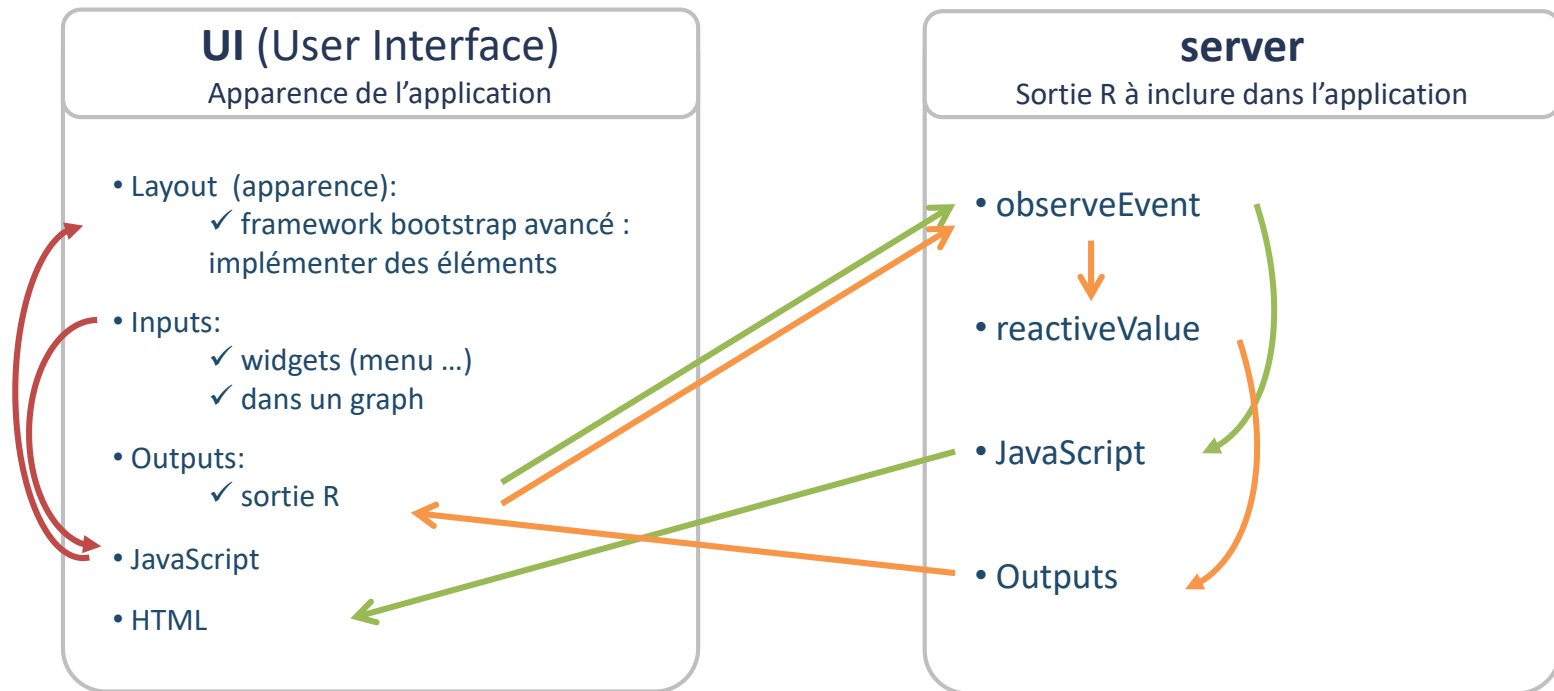 UI (User Interface)
Apparence de l’application
• Layout (apparence):
✓ framework bootstrap avancé :
implémenter des éléments
• Inputs:
✓ widgets (menu …)
✓ dans un graph
• Outputs:
✓ sortie R
• JavaScript
• HTML
server
Sortie R à inclure dans l’application
• observeEvent
• reactiveValue
• JavaScript
• Outputs